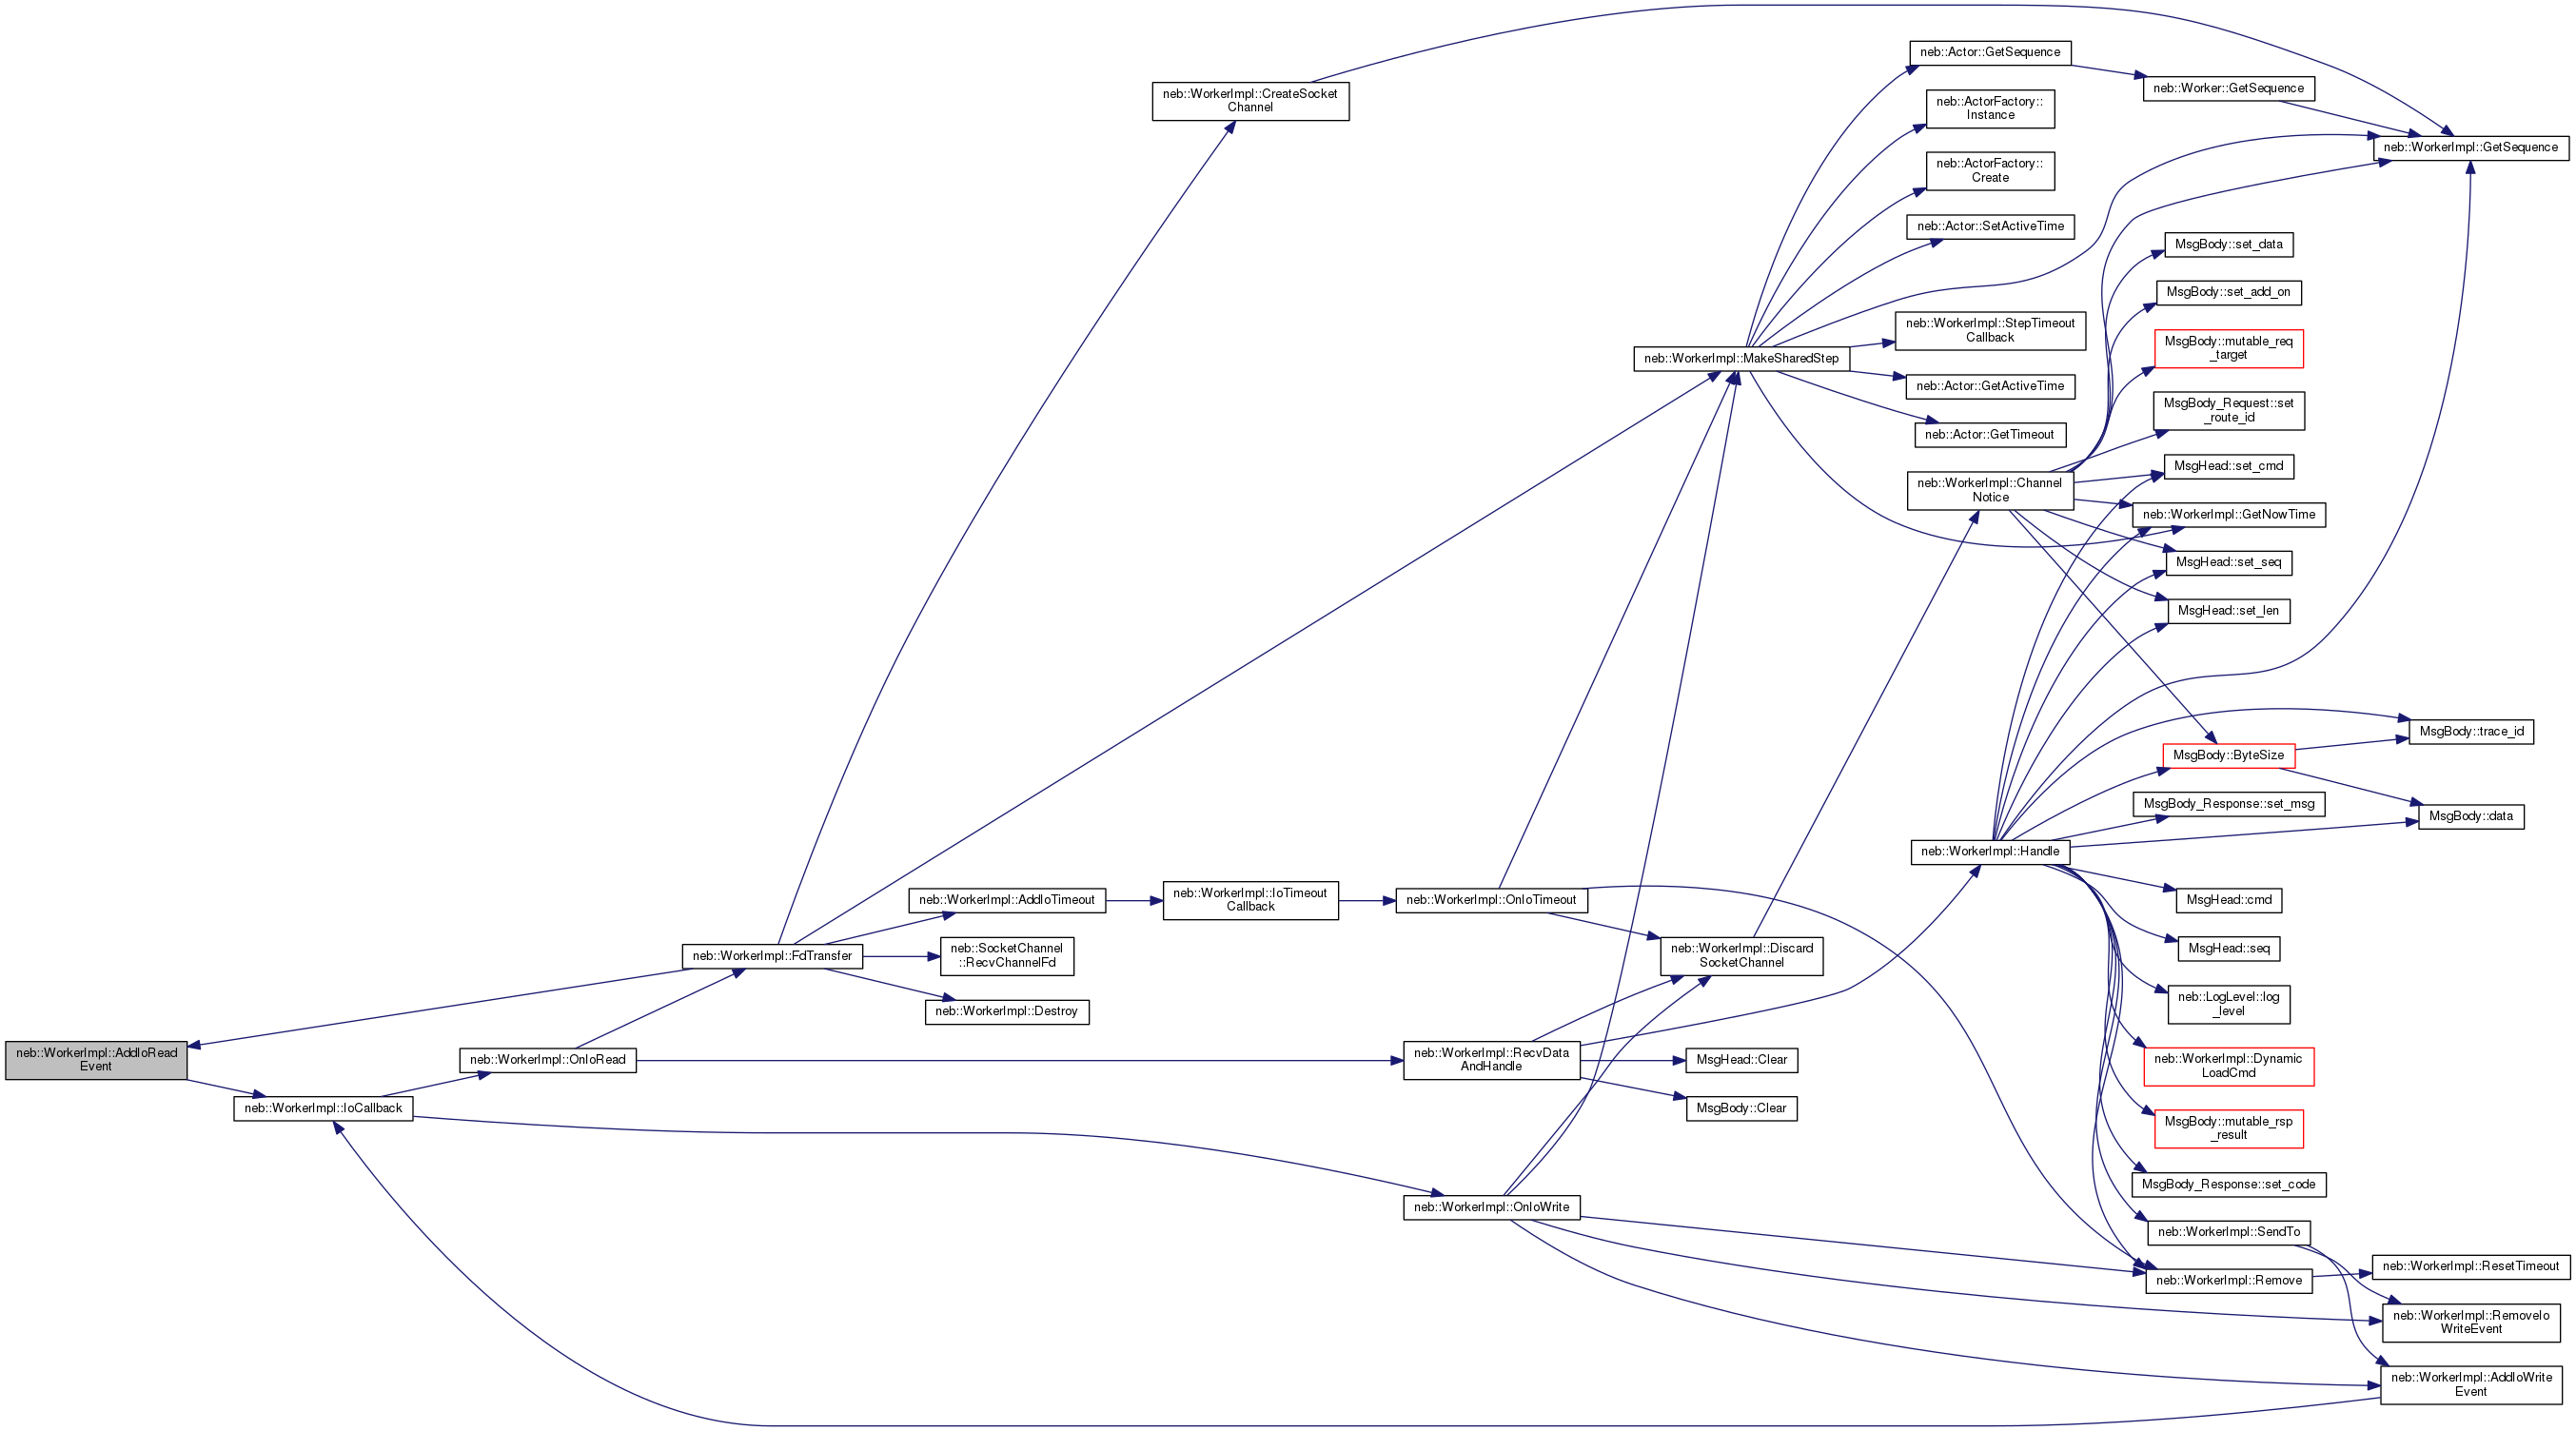 neb::WorkerImpl::AddIoRead
Event
neb::WorkerImpl::IoCallback
neb::WorkerImpl::OnIoRead
neb::WorkerImpl::FdTransfer
neb::WorkerImpl::AddIoTimeout
neb::SocketChannel
::RecvChannelFd
neb::WorkerImpl::Destroy
neb::WorkerImpl::CreateSocket
Channel
neb::WorkerImpl::IoTimeout
Callback
neb::WorkerImpl::RecvData
AndHandle
neb::WorkerImpl::OnIoTimeout
neb::WorkerImpl::OnIoWrite
neb::WorkerImpl::MakeSharedStep
neb::WorkerImpl::Discard
SocketChannel
MsgHead::Clear
MsgBody::Clear
neb::Actor::GetSequence
neb::ActorFactory::
Instance
neb::ActorFactory::
Create
neb::Actor::SetActiveTime
neb::WorkerImpl::StepTimeout
Callback
neb::Actor::GetActiveTime
neb::Actor::GetTimeout
neb::WorkerImpl::Channel
Notice
neb::WorkerImpl::Handle
neb::Worker::GetSequence
neb::WorkerImpl::GetSequence
MsgBody::set_data
MsgBody::set_add_on
MsgBody::mutable_req
_target
MsgBody_Request::set
_route_id
MsgHead::set_cmd
neb::WorkerImpl::GetNowTime
MsgHead::set_seq
MsgHead::set_len
MsgBody::trace_id
MsgBody::ByteSize
MsgBody_Response::set_msg
MsgBody::data
MsgHead::cmd
MsgHead::seq
neb::LogLevel::log
_level
neb::WorkerImpl::Dynamic
LoadCmd
MsgBody::mutable_rsp
_result
MsgBody_Response::set_code
neb::WorkerImpl::SendTo
neb::WorkerImpl::Remove
neb::WorkerImpl::ResetTimeout
neb::WorkerImpl::RemoveIo
WriteEvent
neb::WorkerImpl::AddIoWrite
Event